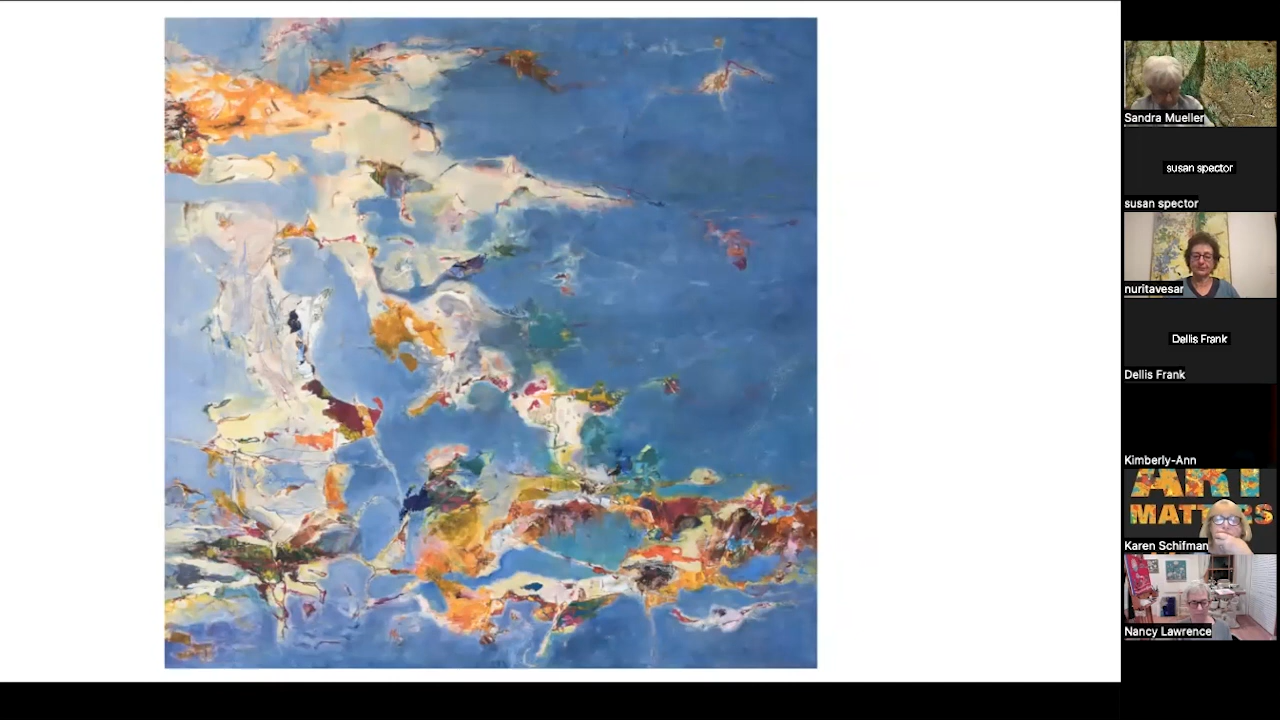 Sandra Mueller
susan spector
susan spector
nuritavesar
Dellis Frank
Dellis Frank
Kimberly-Ann
ART
MATTERS
Karen Schifman
Nancy Lawrence